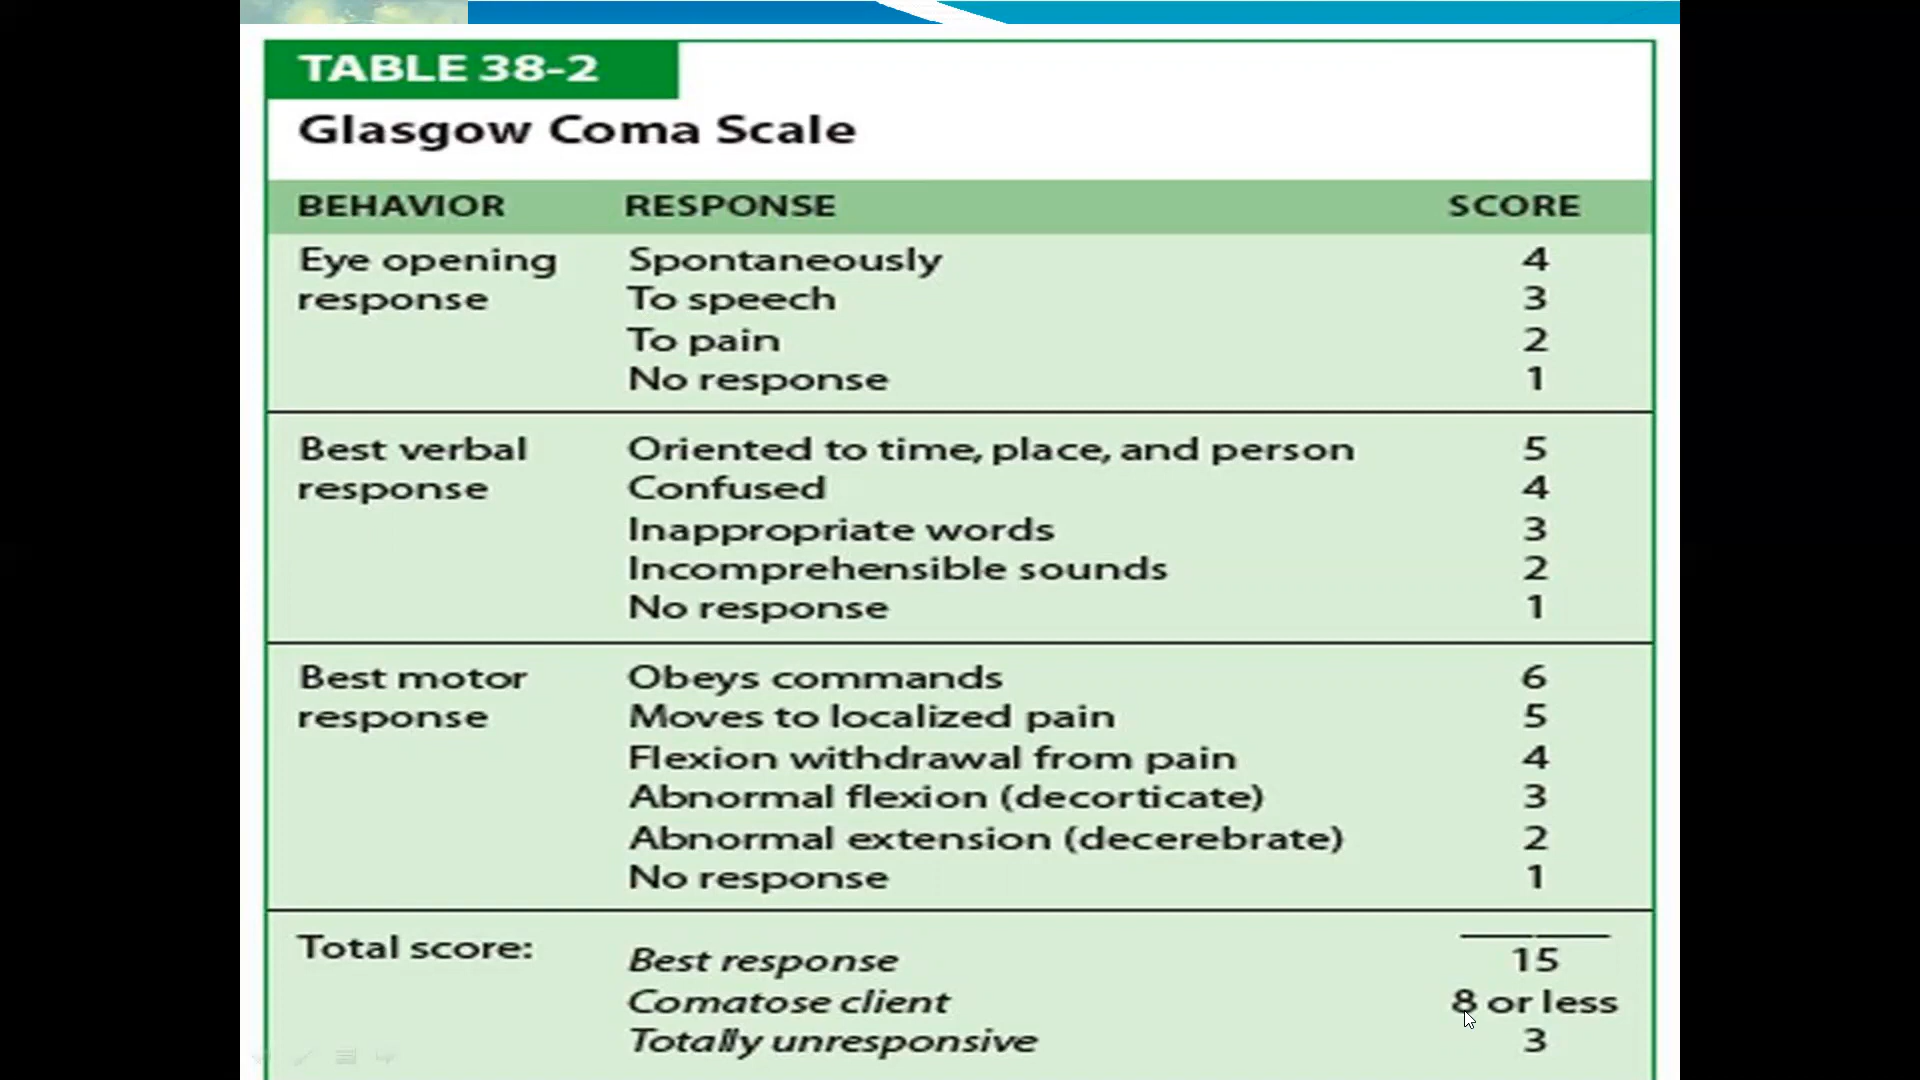 TABLE 38-2
Glasgow Coma Scale
BEHAVIOR RESPONSE SCORE
Eye opening Spontaneously 4
response To speech 3
To pain 2
No response 1
Best verbal Oriented to time, place, and person 5
response Confused 4
Inappropriate words 3
Incomprehensible sounds 2
No response 1
Best motor Obeys commands 6
response Moves to localized pain 5
Flexion withdrawal from pain 4
Abnormal flexion (decorticate) 3
Abnormal extension (decerebrate) 2
No response 1
Total score:
Best response 15
Comatose client 8 or less
Totally unresponsive 3